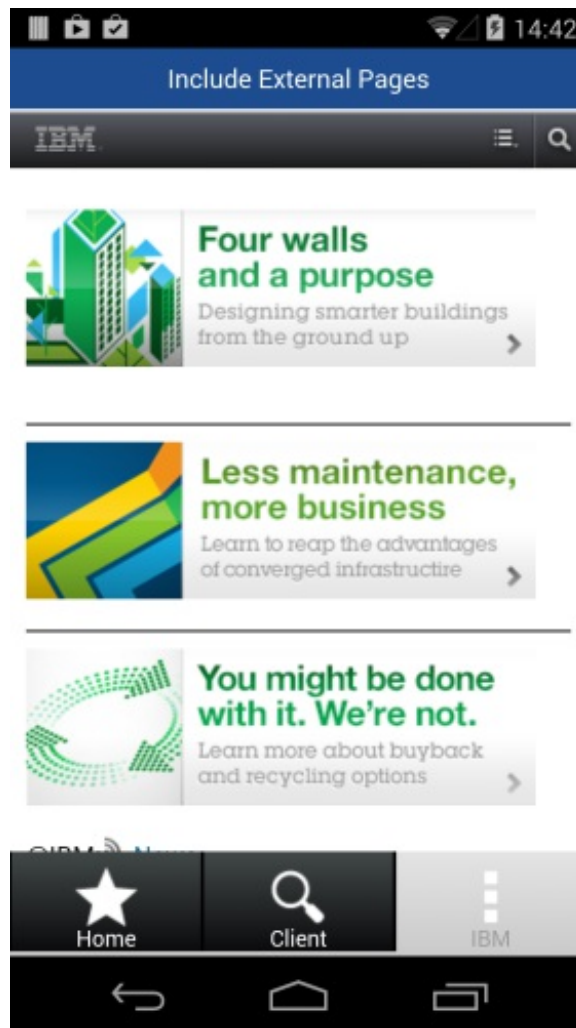 14:42
Include External Pages
IBM.
Four walls
and a purpose
Designing smarter buildings
from the ground up
Less maintenance,
more business
Learn to reap the advantages
of converged infrastructire
You might be done
with it. We're not.
Learn more about buyback
and recycling options
Home
Client
IBM